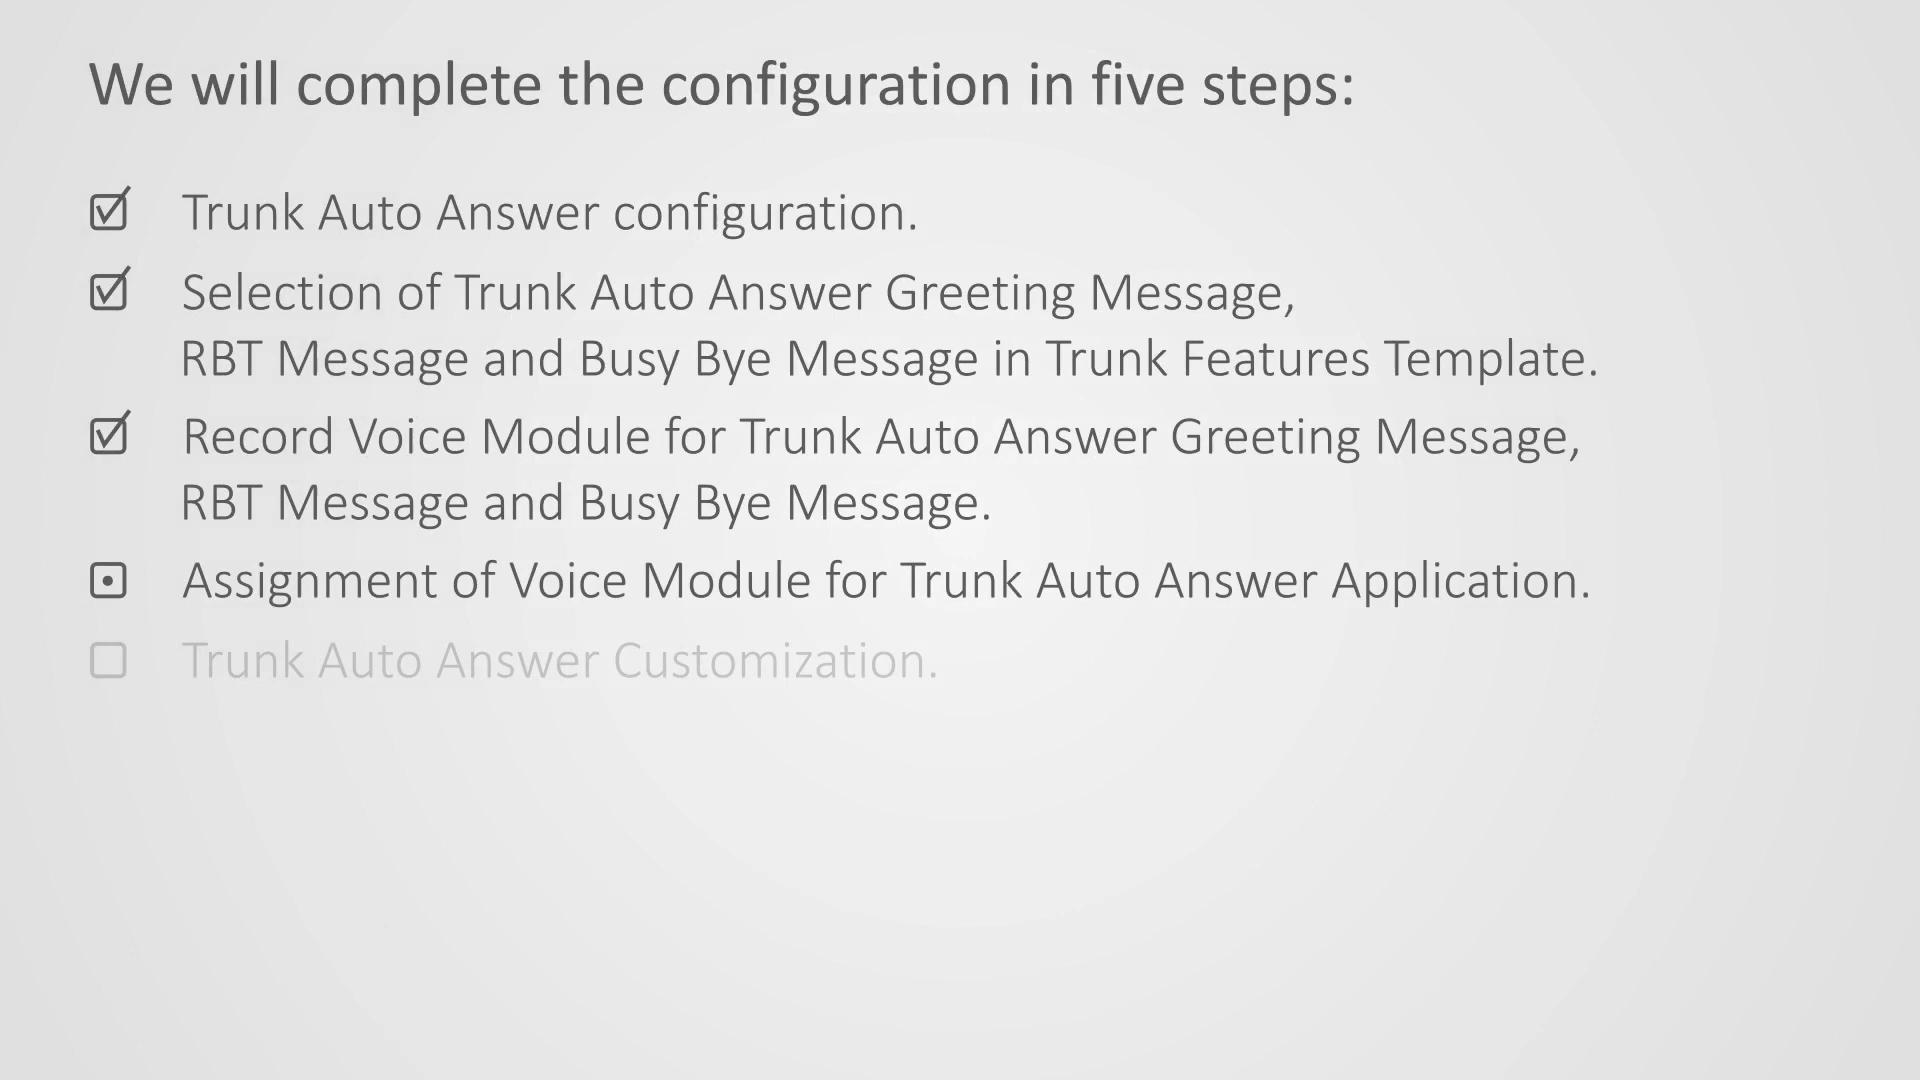 We will complete the configuration in five steps:
Trunk Auto Answer configuration.
Selection of Trunk Auto Answer Greeting Message,
RBT Message and Busy Bye Message in Trunk Features Template.
Record Voice Module for Trunk Auto Answer Greeting Message,
RBT Message and Busy Bye Message.
Assignment of Voice Module for Trunk Auto Answer Application.
Trunk Auto Answer Customization.